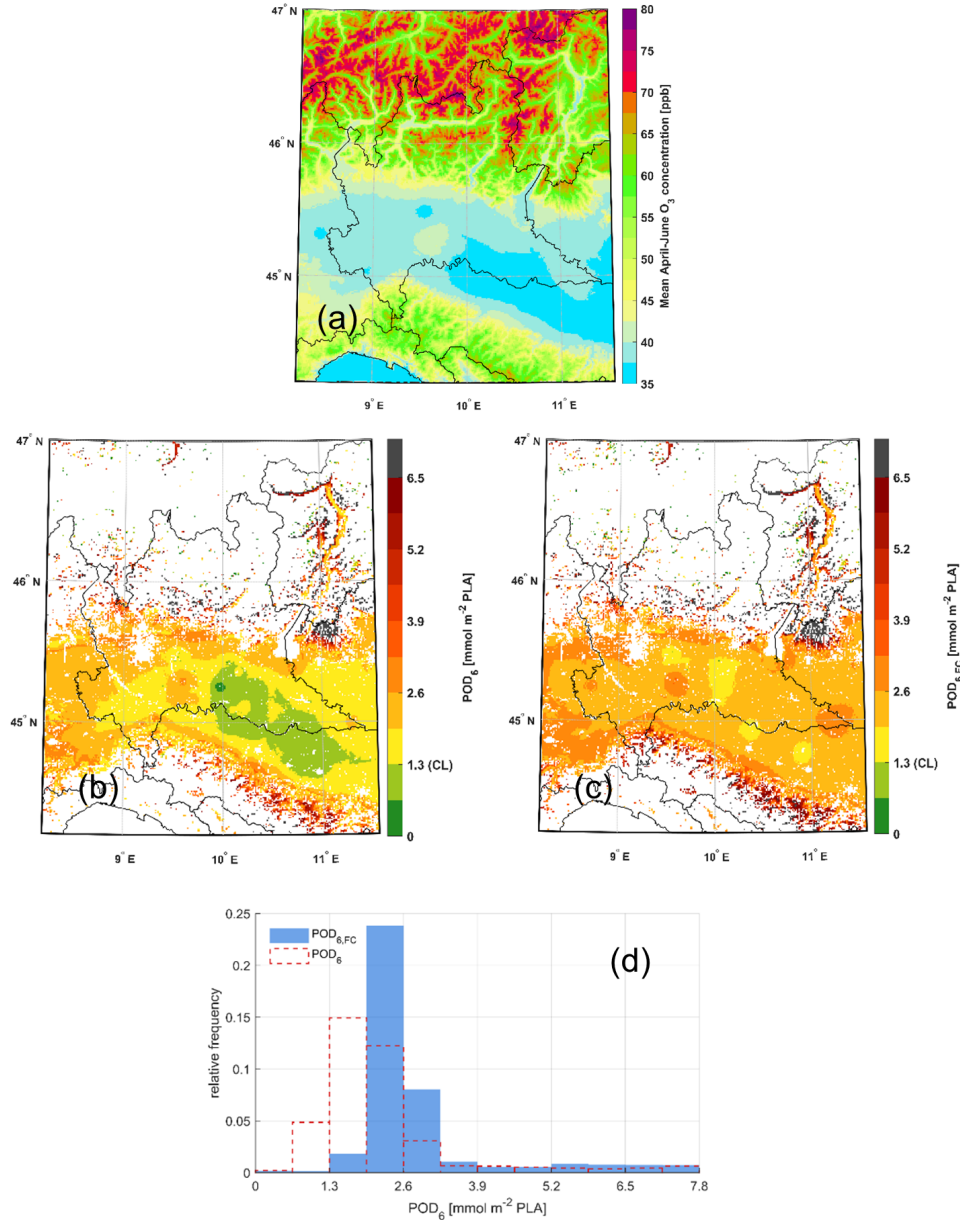 80
47° N
75
70
46° N
65
60
55
50
45° N
45
(a)
40
35
9° E 10° E 11° E
Mean April-June O3 concentration [ppb]
47° N
6.5
5.2
46° N
3.9
2.6
45° N
1.3 (CL)
(b)
0
9° E 10° E 11° E
POD6 [mmol m-2 PLA]
47° N
6.5
5.2
46° N
3.9
2.6
45° N
1.3 (CL)
(c)
0
9° E 10° E 11° E
POD6,FC [mmol m-2 PLA]
0.25
POD6,FC
POD6
(d)
0.2
0.15
0.1
0.05
0
relative frequency
0 1.3 2.6 3.9 5.2 6.5 7.8
POD6 [mmol m-2 PLA]